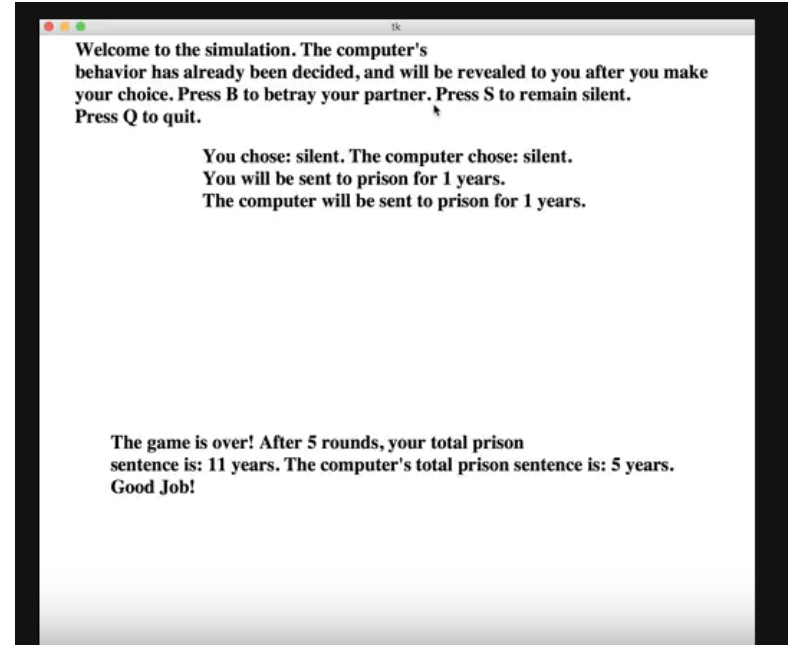 tk
Welcome to the simulation. The computer's
behavior has already been decided, and will be revealed to you after you make
your choice. Press B to betray your partner. Press S to remain silent.
Press Q to quit.
You chose: silent. The computer chose: silent.
You will be sent to prison for 1 years.
The computer will be sent to prison for 1 years.
The game is over! After 5 rounds, your total prison
sentence is: 11 years. The computer's total prison sentence is: 5 years.
Good Job!